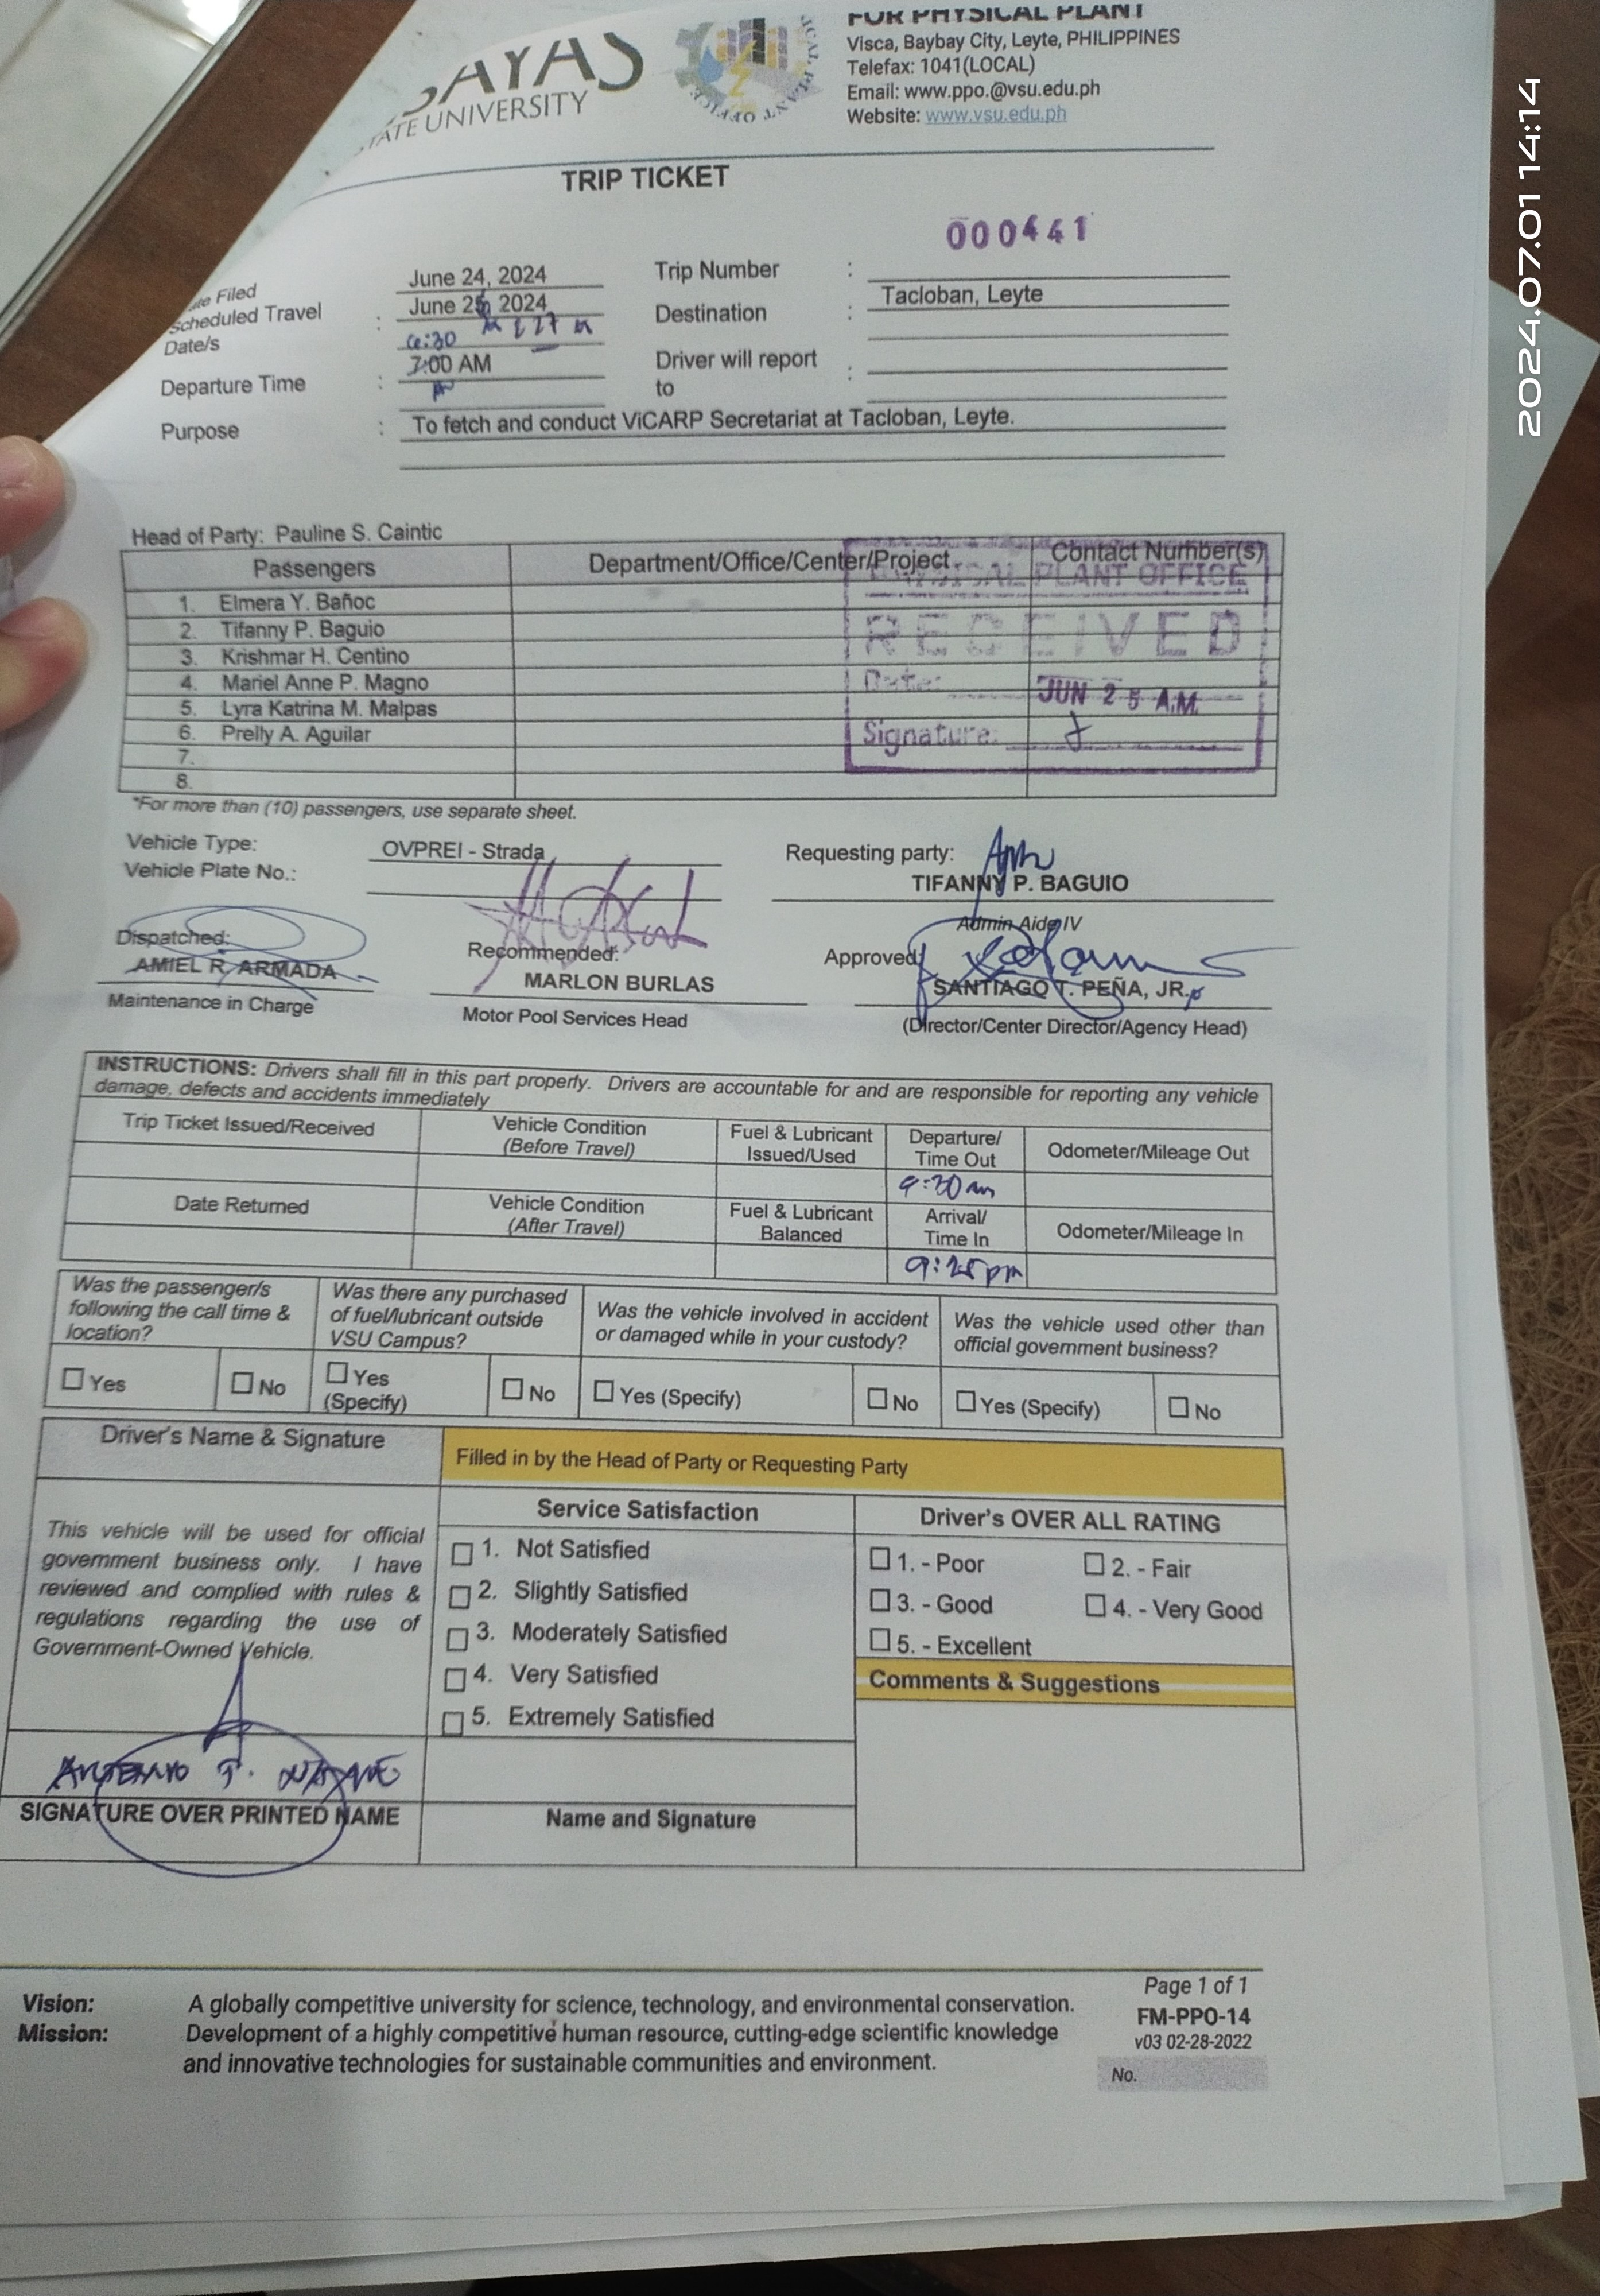 FOR PHYSICAL PLANT
Visca, Baybay City, Leyte, PHILIPPINES
Telefax: 1041(LOCAL)
Email: www.ppo.@vsu.edu.ph
Website: www.vsu.edu.ph
STATE UNIVERSITY
TRIP TICKET
000441
Filed June 24, 2024 Trip Number :
Scheduled Travel Date/s : June 2 2024 Destination : Tacloban, Leyte
Departure Time : 7:00 AM Driver will report to :
Purpose : To fetch and conduct ViCARP Secretariat at Tacloban, Leyte.
Head of Party: Pauline S. Caintic
Passengers Department/Office/Center/Project Contact Number(s)
1. Elmera Y. Bañoc
2. Tifanny P. Baguio
3. Krishmar H. Centino
4. Mariel Anne P. Magno
5. Lyra Katrina M. Malpas
6. Prelly A. Aguilar
7.
8.
PHYSICAL PLANT OFFICE
RECEIVED
Date: JUN 25 A.M.
Signature:
*For more than (10) passengers, use separate sheet.
Vehicle Type: OVPREI - Strada
Vehicle Plate No.:
Requesting party:
TIFANNY P. BAGUIO
Admin Aide IV
Dispatched:
AMIEL R. ARMADA
Maintenance in Charge
Recommended:
MARLON BURLAS
Motor Pool Services Head
Approved:
SANTIAGO T. PEÑA, JR.
(Director/Center Director/Agency Head)
INSTRUCTIONS: Drivers shall fill in this part properly. Drivers are accountable for and are responsible for reporting any vehicle
damage, defects and accidents immediately
Trip Ticket Issued/Received Vehicle Condition (Before Travel) Fuel & Lubricant Issued/Used Departure/ Time Out Odometer/Mileage Out
9:30 am
Date Returned Vehicle Condition (After Travel) Fuel & Lubricant Balanced Arrival/ Time In Odometer/Mileage In
9:25 pm
Was the passenger/s following the call time & location?
Yes No
Was there any purchased of fuel/lubricant outside VSU Campus?
Yes (Specify) No
Was the vehicle involved in accident or damaged while in your custody?
Yes (Specify) No
Was the vehicle used other than official government business?
Yes (Specify) No
Driver's Name & Signature
Filled in by the Head of Party or Requesting Party
This vehicle will be used for official
government business only. I have
reviewed and complied with rules &
regulations regarding the use of
Government-Owned Vehicle.
SIGNATURE OVER PRINTED NAME
Service Satisfaction
1. Not Satisfied
2. Slightly Satisfied
3. Moderately Satisfied
4. Very Satisfied
5. Extremely Satisfied
Name and Signature
Driver's OVER ALL RATING
1. - Poor 2. - Fair
3. - Good 4. - Very Good
5. - Excellent
Comments & Suggestions
Vision: A globally competitive university for science, technology, and environmental conservation.
Mission: Development of a highly competitive human resource, cutting-edge scientific knowledge
and innovative technologies for sustainable communities and environment.
Page 1 of 1
FM-PPO-14
v03 02-28-2022
No.
2024.07.01 14:14